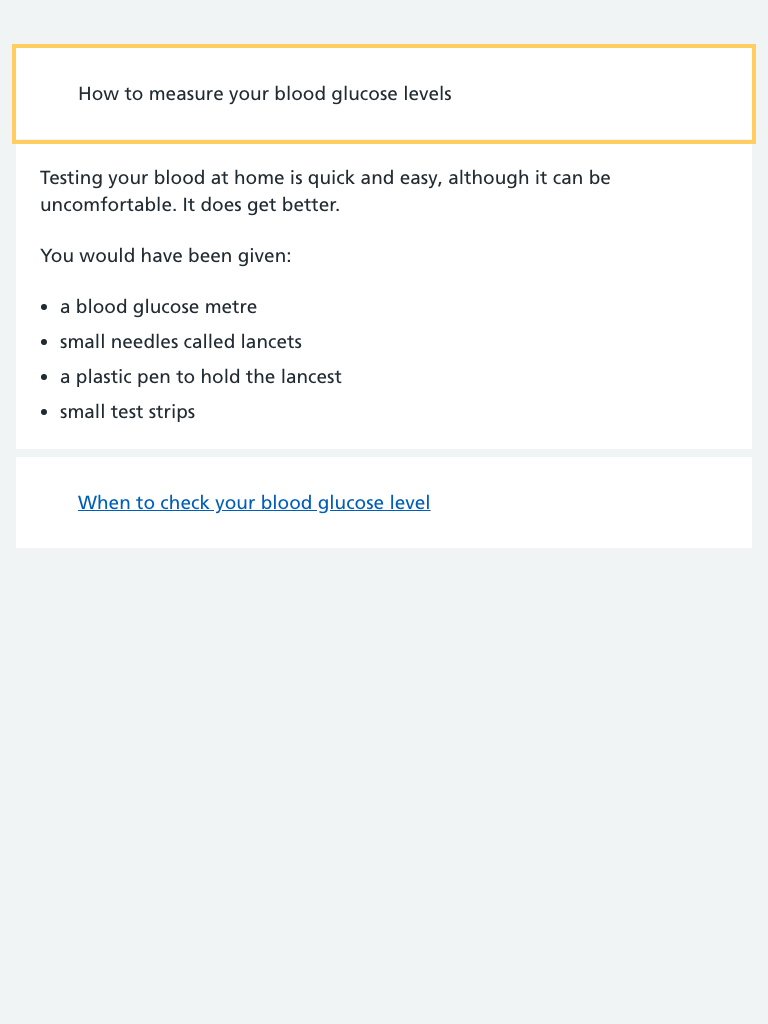 How to measure your blood glucose levels
Testing your blood at home is quick and easy, although it can be
uncomfortable. It does get better.
You would have been given:
• a blood glucose metre
• small needles called lancets
• a plastic pen to hold the lancest
• small test strips
When to check your blood glucose level